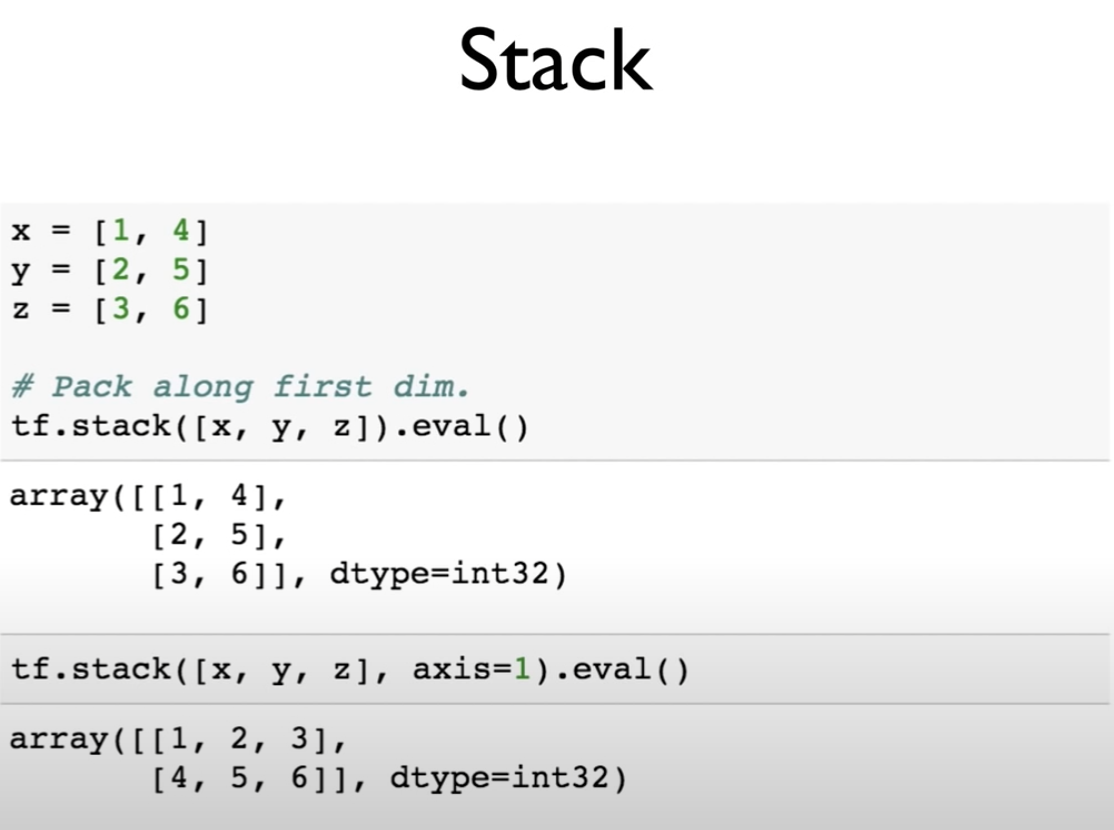 Stack
x = [1, 4]
y = [2, 5]
z = [3, 6]
# Pack along first dim.
tf.stack([x, y, z]).eval()
array([[1, 4],
       [2, 5],
       [3, 6]], dtype=int32)
tf.stack([x, y, z], axis=1).eval()
array([[1, 2, 3],
       [4, 5, 6]], dtype=int32)